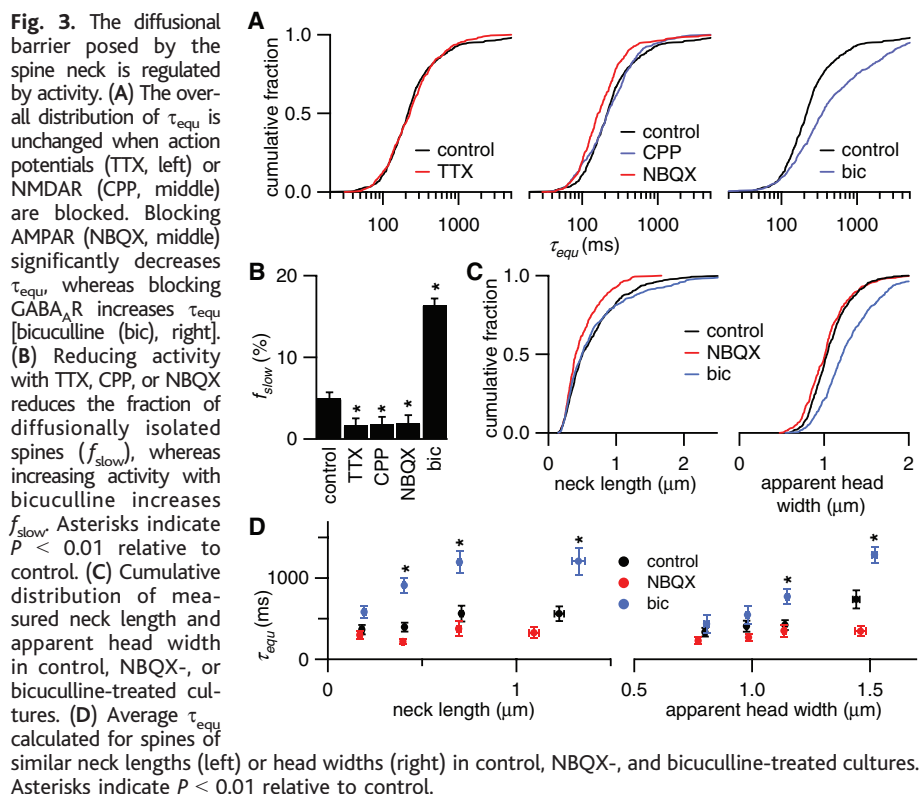 Fig. 3. The diffusional
barrier posed by the
spine neck is regulated
by activity. (A) The over-
all distribution of τequ is
unchanged when action
potentials (TTX, left) or
NMDAR (CPP, middle)
are blocked. Blocking
AMPAR (NBQX, middle)
significantly decreases
τequ, whereas blocking
GABAAR increases τequ
[bicuculline (bic), right].
(B) Reducing activity
with TTX, CPP, or NBQX
reduces the fraction of
diffusionally isolated
spines (fslow), whereas
increasing activity with
bicuculline increases
fslow. Asterisks indicate
P < 0.01 relative to
control. (C) Cumulative
distribution of mea-
sured neck length and
apparent head width
in control, NBQX-, or
bicuculline-treated cul-
tures. (D) Average τequ
calculated for spines of
similar neck lengths (left) or head widths (right) in control, NBQX-, and bicuculline-treated cultures.
Asterisks indicate P < 0.01 relative to control.
A
cumulative fraction
1.0
0.5
0.0
control
TTX
100 1000
control
CPP
NBQX
100 1000
control
bic
100 1000
τequ (ms)
B
fslow (%)
20
10
0
* * * *
control
TTX
CPP
NBQX
bic
C
cumulative fraction
1.0
0.5
0.0
control
NBQX
bic
0 1 2
neck length (μm)
0 1 2
apparent head
width (μm)
D
τequ (ms)
1000
0
* * *
0 1
neck length
(μm)
control
NBQX
bic
* *
0.5 1.0 1.5
apparent head width (μm)